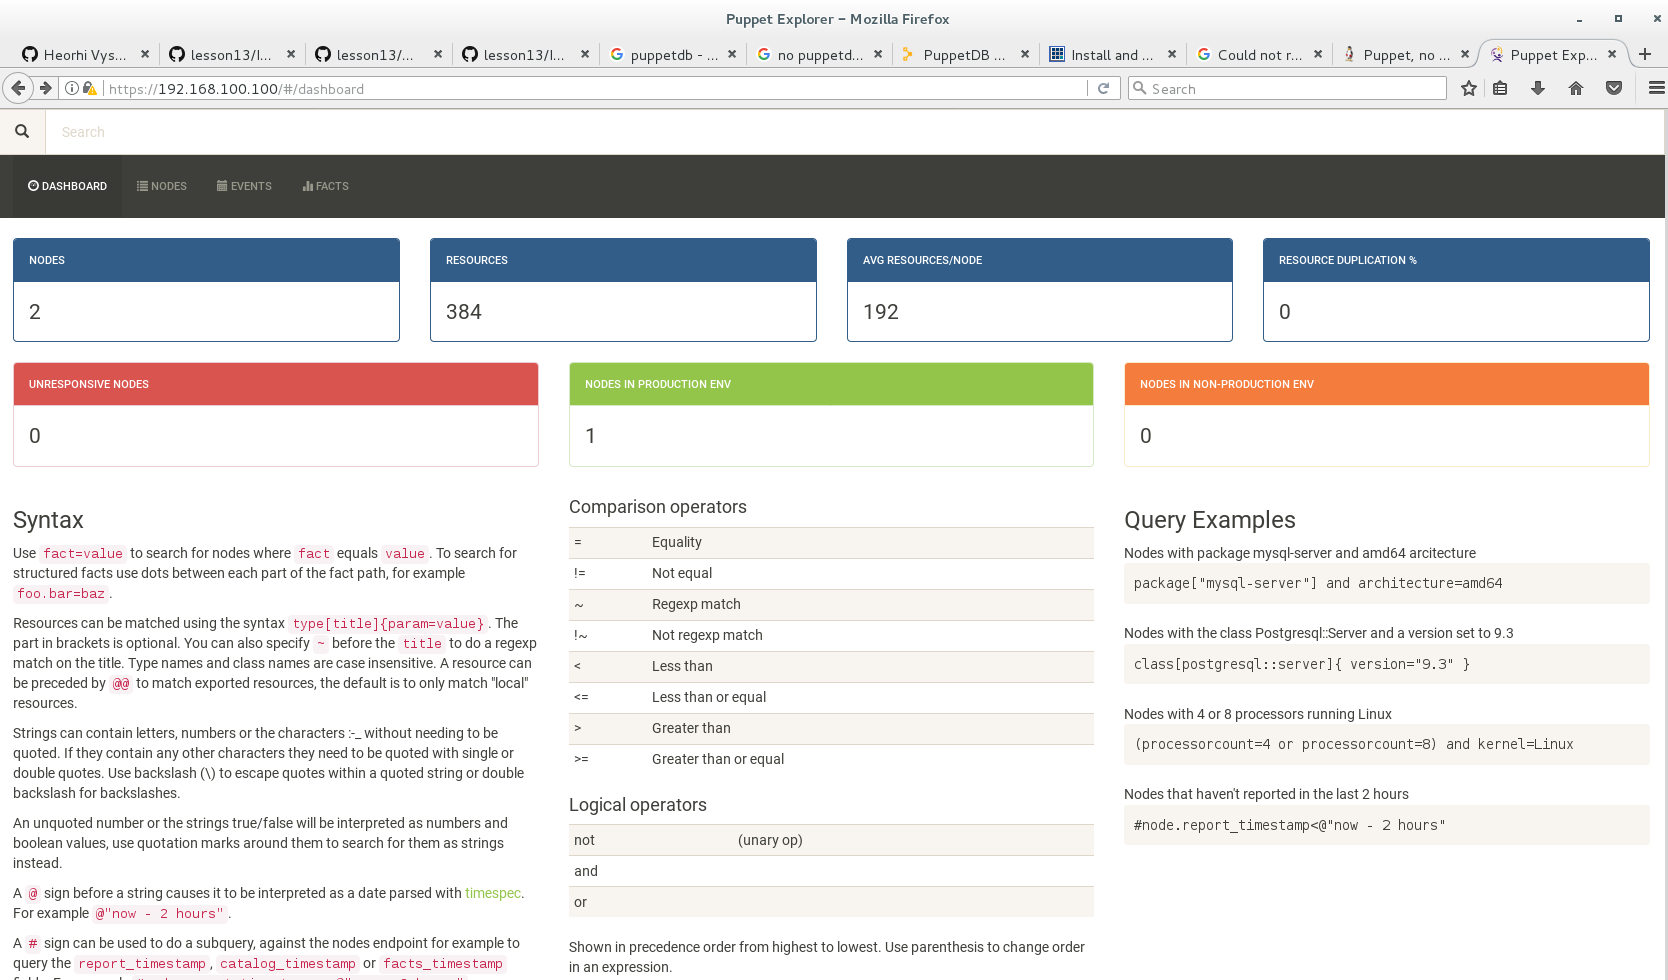 Puppet Explorer – Mozilla Firefox
Heorhi Vys...
lesson13/I...
lesson13/...
lesson13/I...
puppetdb - ...
no puppetd...
PuppetDB ...
Install and ...
Could not r...
Puppet, no ...
Puppet Exp...
https://192.168.100.100/#/dashboard
Search
Search
DASHBOARD
NODES
EVENTS
FACTS
NODES
RESOURCES
AVG RESOURCES/NODE
RESOURCE DUPLICATION %
2
384
192
0
UNRESPONSIVE NODES
NODES IN PRODUCTION ENV
NODES IN NON-PRODUCTION ENV
0
1
0
Syntax
Use fact=value to search for nodes where fact equals value. To search for
structured facts use dots between each part of the fact path, for example
foo.bar=baz.
Resources can be matched using the syntax type[title]{param=value}. The
part in brackets is optional. You can also specify ~ before the title to do a regexp
match on the title. Type names and class names are case insensitive. A resource can
be preceded by @@ to match exported resources, the default is to only match "local"
resources.
Strings can contain letters, numbers or the characters :-_ without needing to be
quoted. If they contain any other characters they need to be quoted with single or
double quotes. Use backslash (\) to escape quotes within a quoted string or double
backslash for backslashes.
An unquoted number or the strings true/false will be interpreted as numbers and
boolean values, use quotation marks around them to search for them as strings
instead.
A @ sign before a string causes it to be interpreted as a date parsed with timespec.
For example @"now - 2 hours".
A # sign can be used to do a subquery, against the nodes endpoint for example to
query the report_timestamp, catalog_timestamp or facts_timestamp
Comparison operators
= Equality
!= Not equal
~ Regexp match
!~ Not regexp match
< Less than
<= Less than or equal
> Greater than
>= Greater than or equal
Logical operators
not (unary op)
and
or
Shown in precedence order from highest to lowest. Use parenthesis to change order
in an expression.
Query Examples
Nodes with package mysql-server and amd64 arcitecture
package["mysql-server"] and architecture=amd64
Nodes with the class Postgresql::Server and a version set to 9.3
class[postgresql::server]{ version="9.3" }
Nodes with 4 or 8 processors running Linux
(processorcount=4 or processorcount=8) and kernel=Linux
Nodes that haven't reported in the last 2 hours
#node.report_timestamp<@"now - 2 hours"